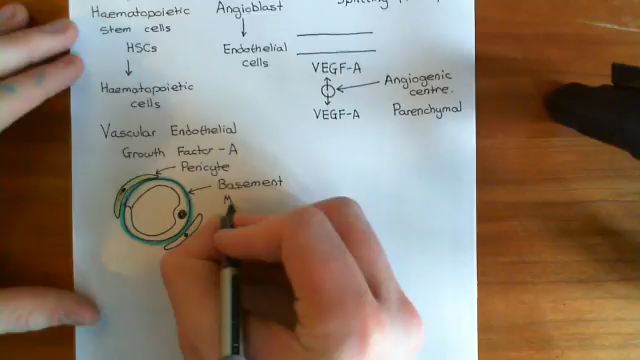 Haematopoietic
Stem cells
HSCs
Haematopoietic
cells
Angioblast
Endothelial
cells
Splitting
VEGF-A
Angiogenic
centre.
VEGF-A
Parenchymal
Vascular Endothelial
Growth Factor-A
Pericyte
Basement
M